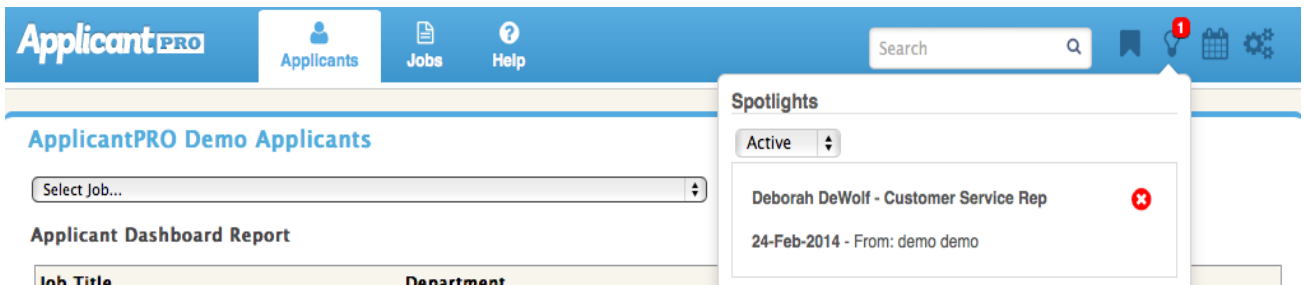 ApplicantPRO
Applicants
Jobs
Help
Search
1
Spotlights
Active
Deborah DeWolf - Customer Service Rep
24-Feb-2014 - From: demo demo
ApplicantPRO Demo Applicants
Select Job...
Applicant Dashboard Report
Job Title
Department